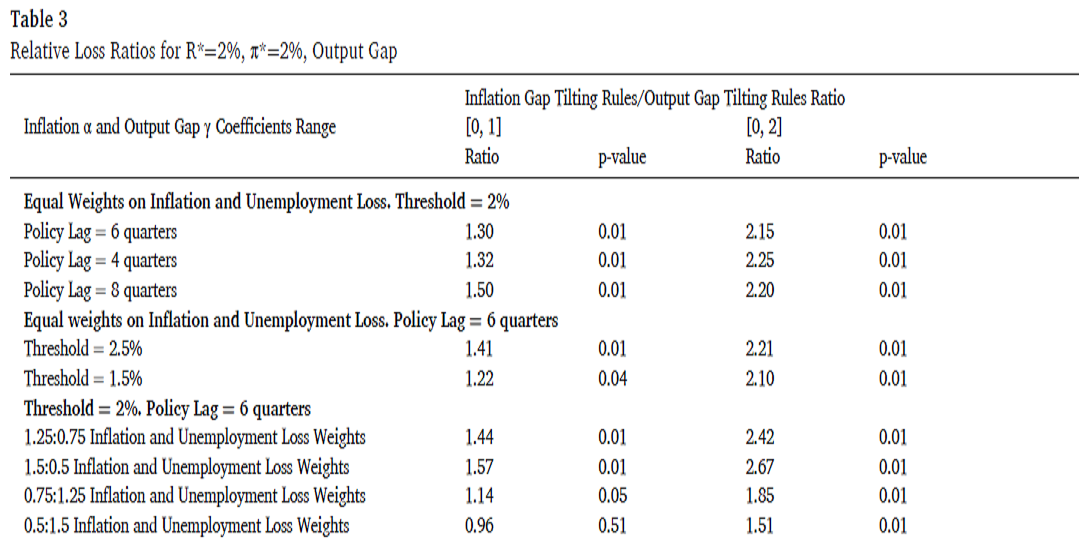 Table 3
Relative Loss Ratios for R*=2%, π*=2%, Output Gap
Inflation Gap Tilting Rules/Output Gap Tilting Rules Ratio
Inflation α and Output Gap γ Coefficients Range [0, 1] [0, 2]
Ratio p-value Ratio p-value
Equal Weights on Inflation and Unemployment Loss. Threshold = 2%
Policy Lag = 6 quarters 1.30 0.01 2.15 0.01
Policy Lag = 4 quarters 1.32 0.01 2.25 0.01
Policy Lag = 8 quarters 1.50 0.01 2.20 0.01
Equal weights on Inflation and Unemployment Loss. Policy Lag = 6 quarters
Threshold = 2.5% 1.41 0.01 2.21 0.01
Threshold = 1.5% 1.22 0.04 2.10 0.01
Threshold = 2%. Policy Lag = 6 quarters
1.25:0.75 Inflation and Unemployment Loss Weights 1.44 0.01 2.42 0.01
1.5:0.5 Inflation and Unemployment Loss Weights 1.57 0.01 2.67 0.01
0.75:1.25 Inflation and Unemployment Loss Weights 1.14 0.05 1.85 0.01
0.5:1.5 Inflation and Unemployment Loss Weights 0.96 0.51 1.51 0.01